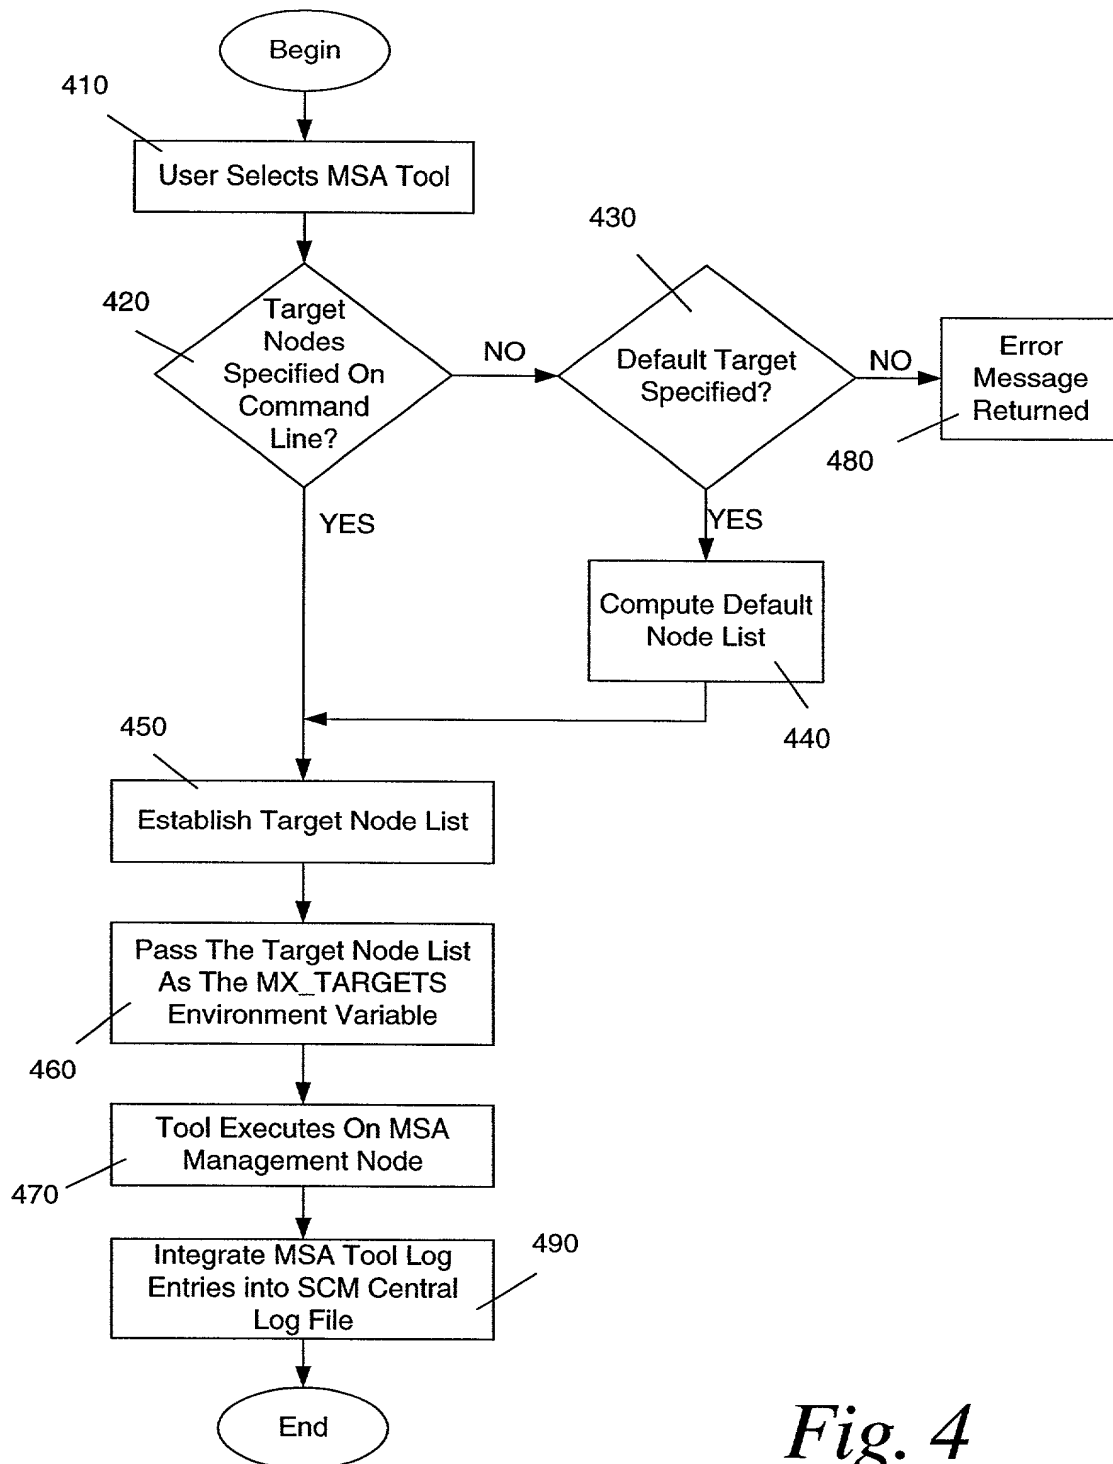 Begin
410
User Selects MSA Tool
420
Target
Nodes
Specified On
Command
Line?
NO
430
Default Target
Specified?
NO
Error
Message
Returned
480
YES
YES
Compute Default
Node List
440
450
Establish Target Node List
Pass The Target Node List
As The MX_TARGETS
Environment Variable
460
Tool Executes On MSA
Management Node
470
Integrate MSA Tool Log
Entries into SCM Central
Log File
490
End
Fig. 4